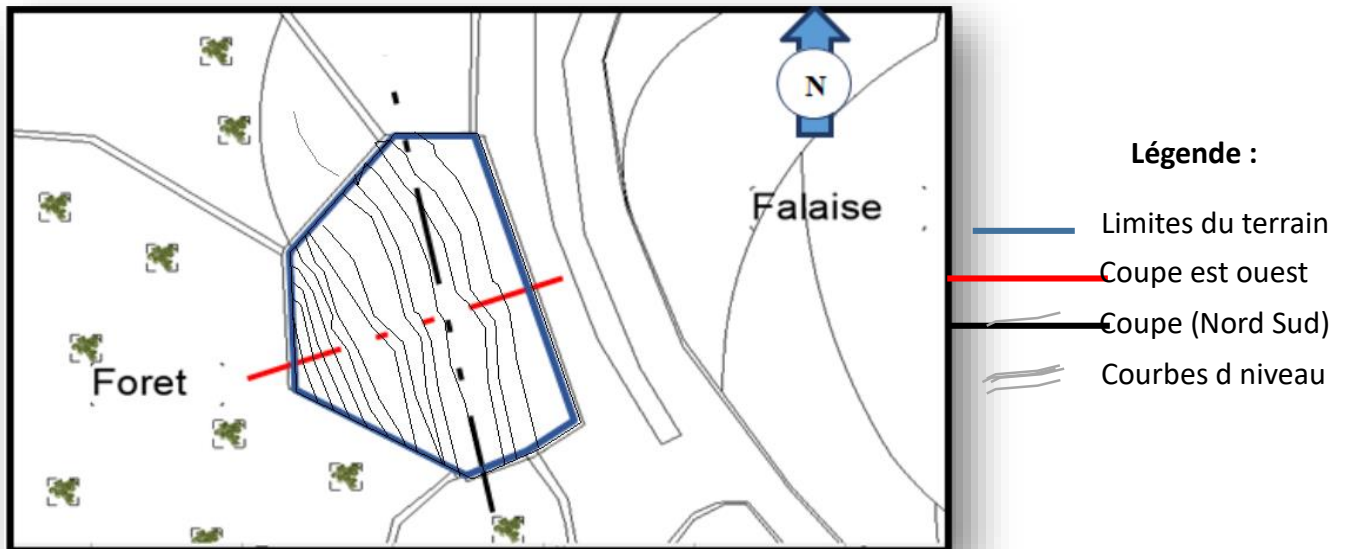 N
Falaise
Foret
Légende :
Limites du terrain
Coupe est ouest
Coupe (Nord Sud)
Courbes d niveau